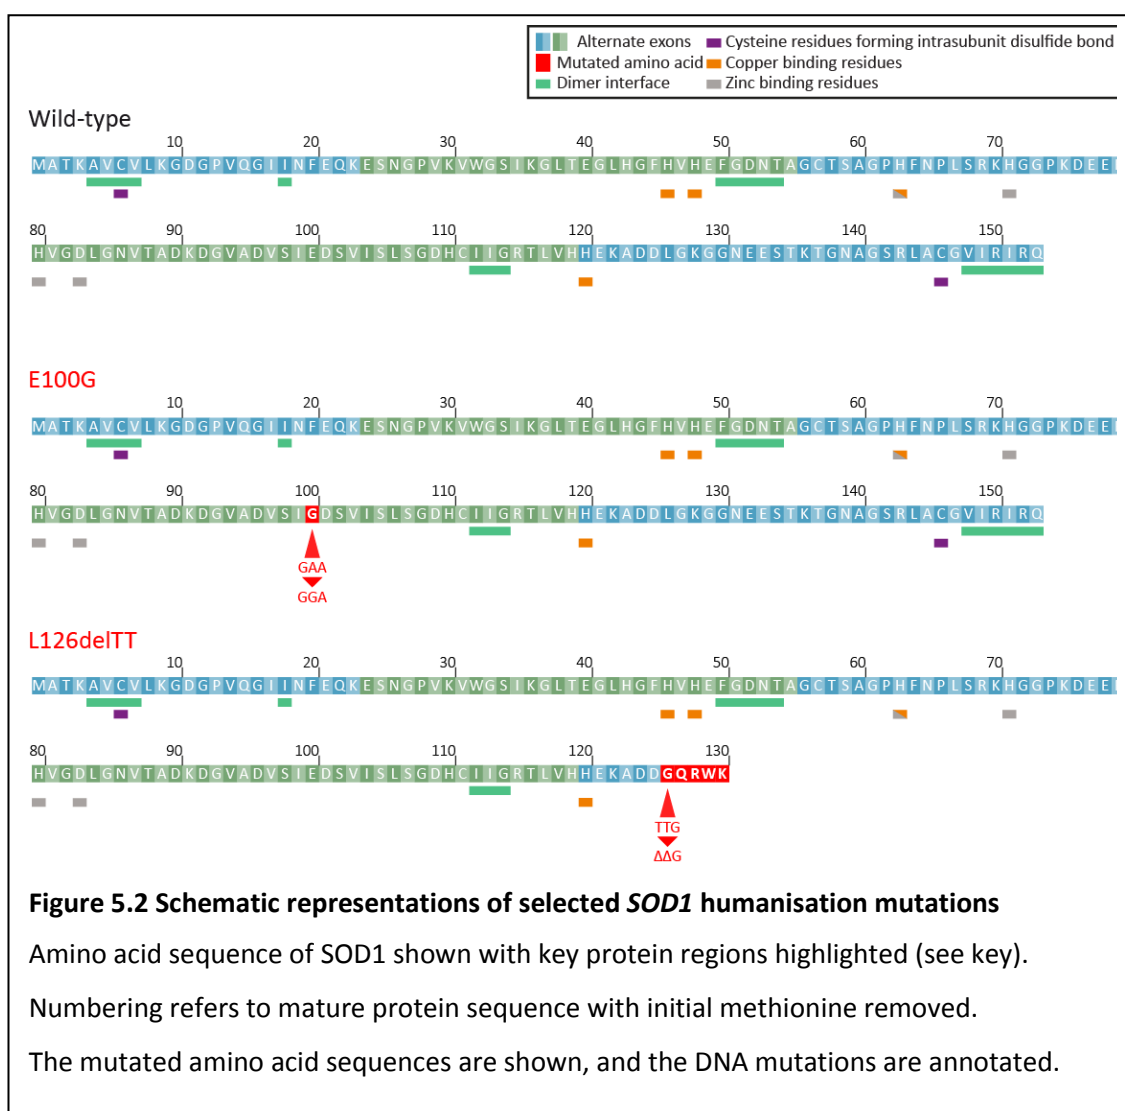 Alternate exons
Mutated amino acid
Dimer interface
Cysteine residues forming intrasubunit disulfide bond
Copper binding residues
Zinc binding residues
Wild-type
10 20 30 40 50 60 70
MATKAVCVLKGDGPVQGIINFEQKESNGPVKVWGSIKGLTEGLHGFHVHEFGDNTAGCTSAGPHFNPLSRKHGGPKDEE
80 90 100 110 120 130 140 150
HVGDLGNVTADKDGVADVSIEDSVISLSGDHCIIGRTLVHHEKADDLGKGGNEESTKTGNAGSRLACGVIRIRQ
E100G
10 20 30 40 50 60 70
MATKAVCVLKGDGPVQGIINFEQKESNGPVKVWGSIKGLTEGLHGFHVHEFGDNTAGCTSAGPHFNPLSRKHGGPKDEE
80 90 100 110 120 130 140 150
HVGDLGNVTADKDGVADVSIGDSVISLSGDHCIIGRTLVHHEKADDLGKGGNEESTKTGNAGSRLACGVIRIRQ
GAA
GGA
L126delTT
10 20 30 40 50 60 70
MATKAVCVLKGDGPVQGIINFEQKESNGPVKVWGSIKGLTEGLHGFHVHEFGDNTAGCTSAGPHFNPLSRKHGGPKDEE
80 90 100 110 120 130
HVGDLGNVTADKDGVADVSIEDSVISLSGDHCIIGRTLVHHEKADDGQRWK
TTG
ΔΔG
Figure 5.2 Schematic representations of selected SOD1 humanisation mutations
Amino acid sequence of SOD1 shown with key protein regions highlighted (see key).
Numbering refers to mature protein sequence with initial methionine removed.
The mutated amino acid sequences are shown, and the DNA mutations are annotated.